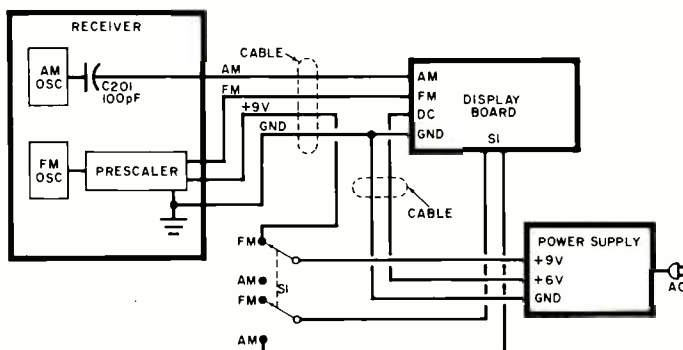 RECEIVER
AM
OSC
C201
100pF
FM
OSC
PRESCALER
AM
FM
+9V
GND
CABLE
AM
FM
DC
GND
DISPLAY
BOARD
S1
CABLE
FM
AM
S1
FM
AM
POWER SUPPLY
+9V
+6V
GND
AC